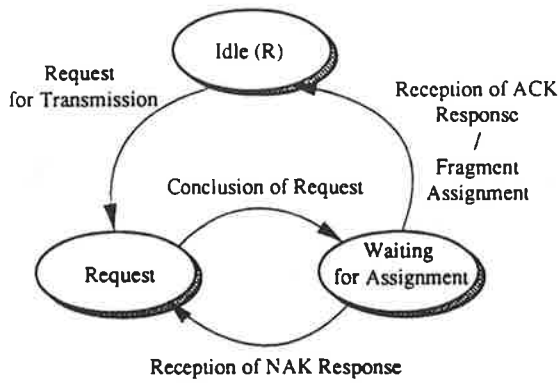 Idle (R)
Request
for Transmission
Reception of ACK
Response
/
Fragment
Assignment
Conclusion of Request
Request
Waiting
for Assignment
Reception of NAK Response